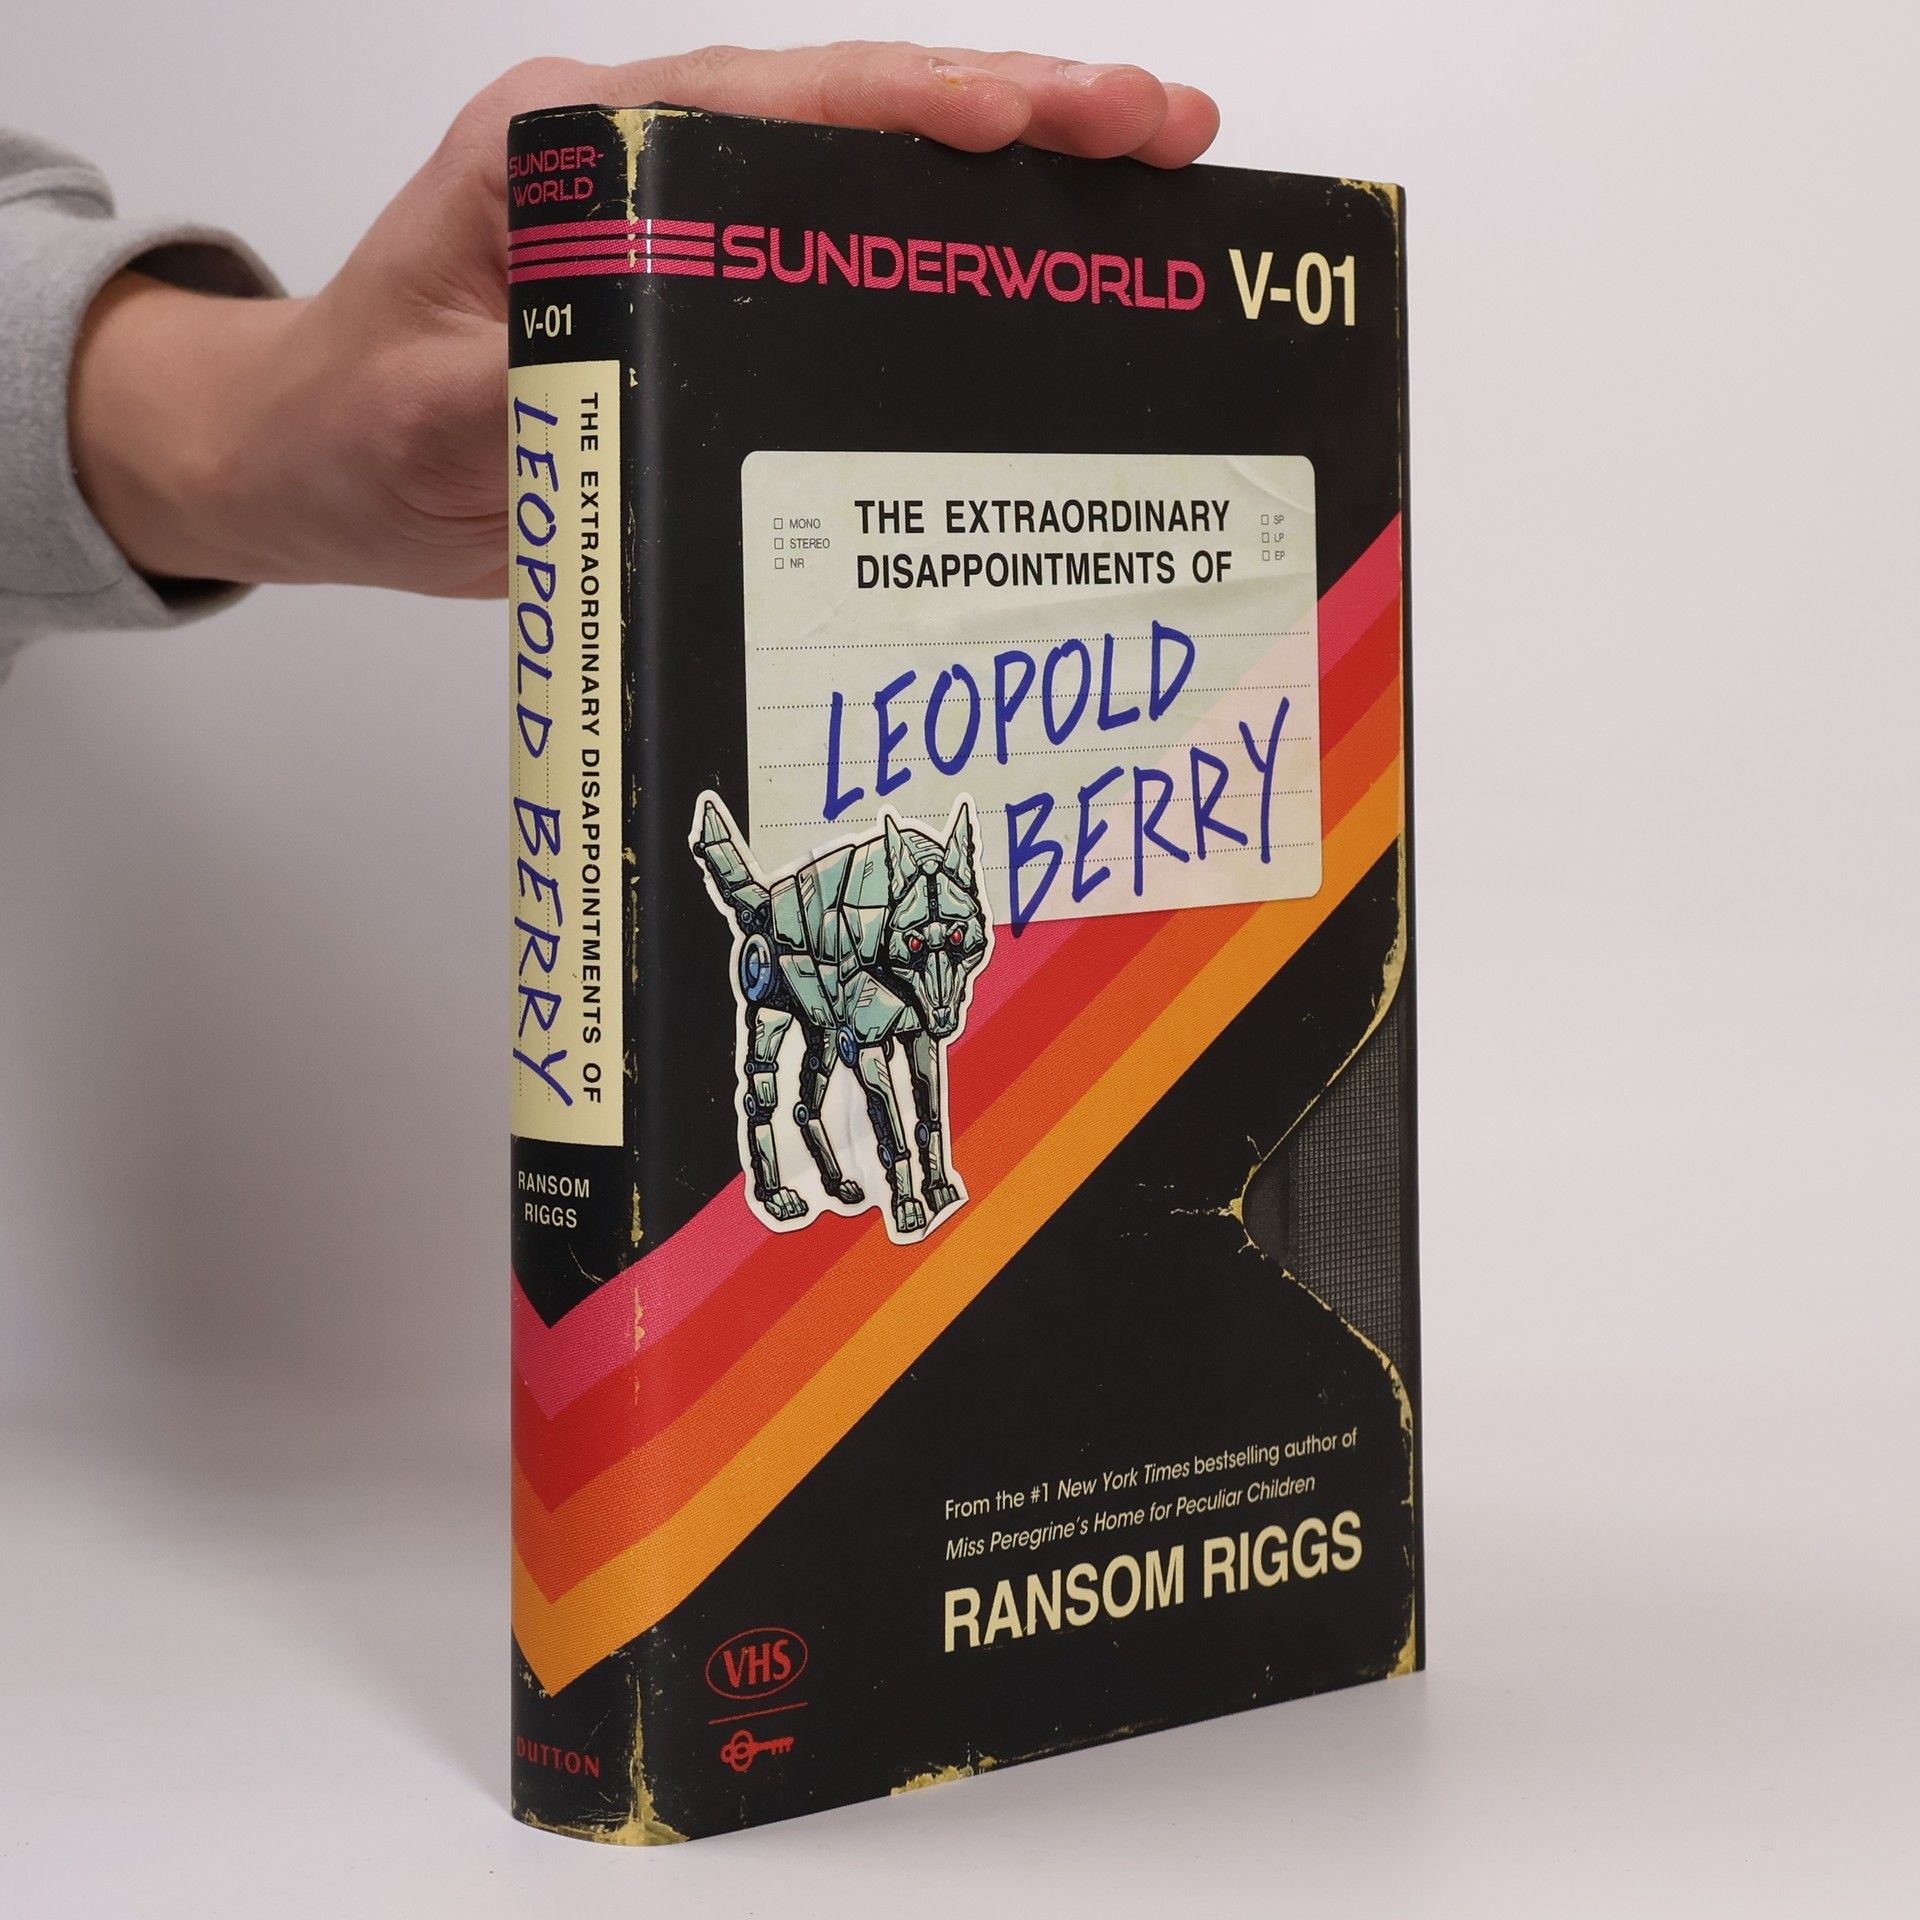 SUNDER-
WORLD
V-01
THE EXTRAORDINARY DISAPPOINTMENTS OF
LEOPOLD BERRY
RANSOM
RIGGS
DUTTON
SUNDERWORLD V-01
MONO
STEREO
NR
THE EXTRAORDINARY
DISAPPOINTMENTS OF
SP
LP
EP
LEOPOLD
BERRY
From the #1 New York Times bestselling author of
Miss Peregrine's Home for Peculiar Children
RANSOM RIGGS
VHS